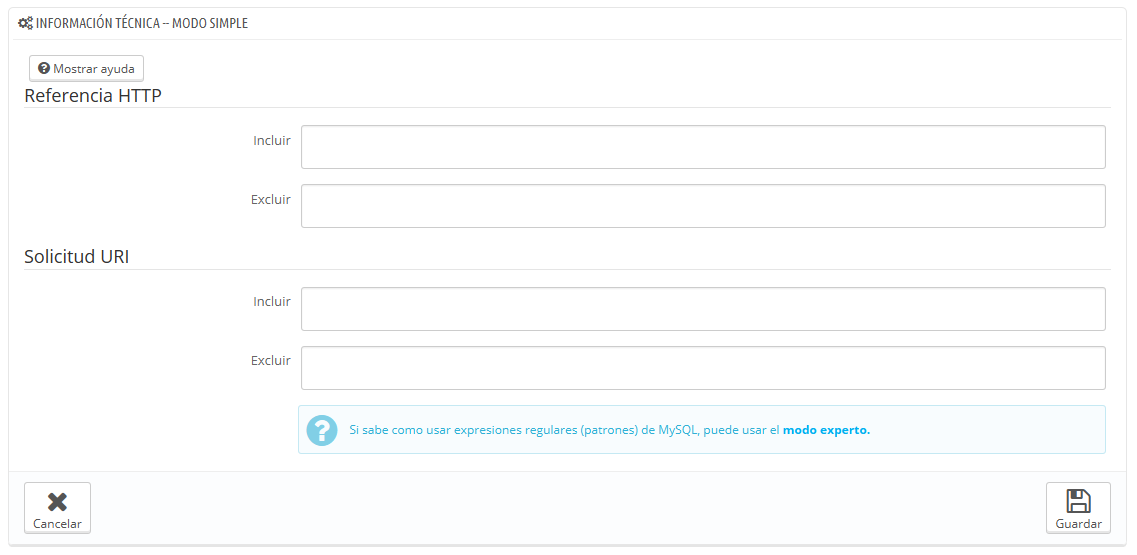 INFORMACIÓN TÉCNICA -- MODO SIMPLE
Mostrar ayuda
Referencia HTTP
Incluir
Excluir
Solicitud URI
Incluir
Excluir
Si sabe como usar expresiones regulares (patrones) de MySQL, puede usar el modo experto.
Cancelar
Guardar